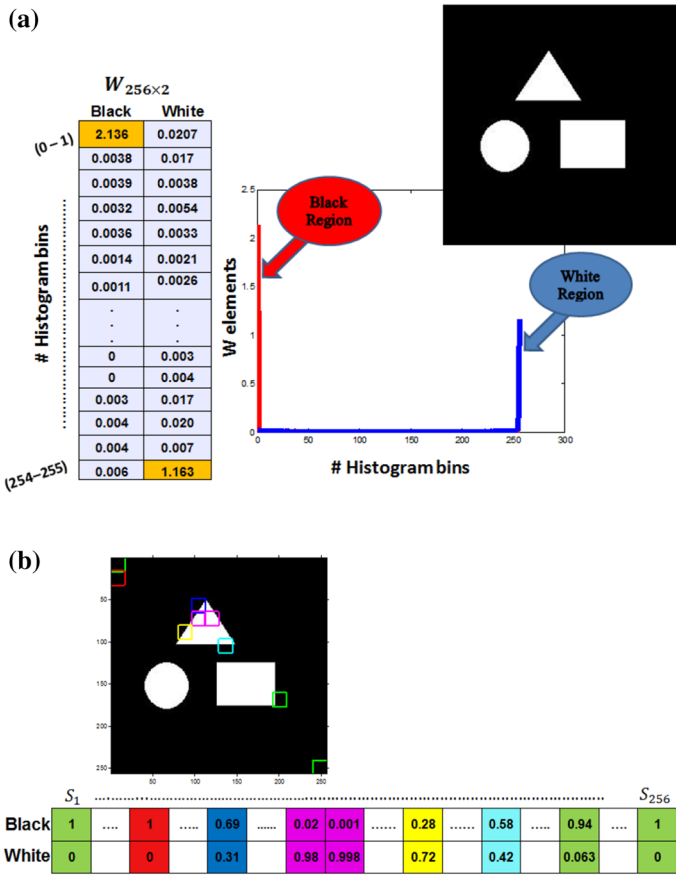 (a)
W256×2
Black White
(0–1) 2.136 0.0207
0.0038 0.017
0.0039 0.0038
0.0032 0.0054
0.0036 0.0033
0.0014 0.0021
0.0011 0.0026
. .
. .
. .
0 0.003
0 0.004
0.003 0.017
0.004 0.020
0.004 0.007
(254–255) 0.006 1.163
# Histogram bins
Black
Region
White
Region
W elements
2.5
2
1.5
1
0.5
0
0 50 100 150 200 250 300
# Histogram bins
(b)
50
100
150
200
250
50 100 150 200 250
S1 S256
Black 1 .... 1 ..... 0.69 ...... 0.02 0.001 ...... 0.28 ...... 0.58 ..... 0.94 .... 1
White 0 0 0.31 0.98 0.998 0.72 0.42 0.063 0